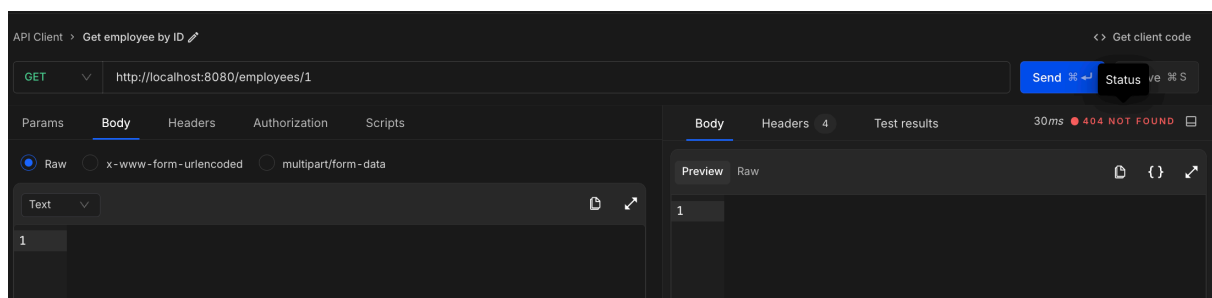 API Client > Get employee by ID
<> Get client code
GET http://localhost:8080/employees/1
Send ⌘ ↵
Status
ve ⌘ S
Params Body Headers Authorization Scripts
Body Headers 4 Test results
30ms 404 NOT FOUND
Raw x-www-form-urlencoded multipart/form-data
Preview Raw
{ }
Text
1
1